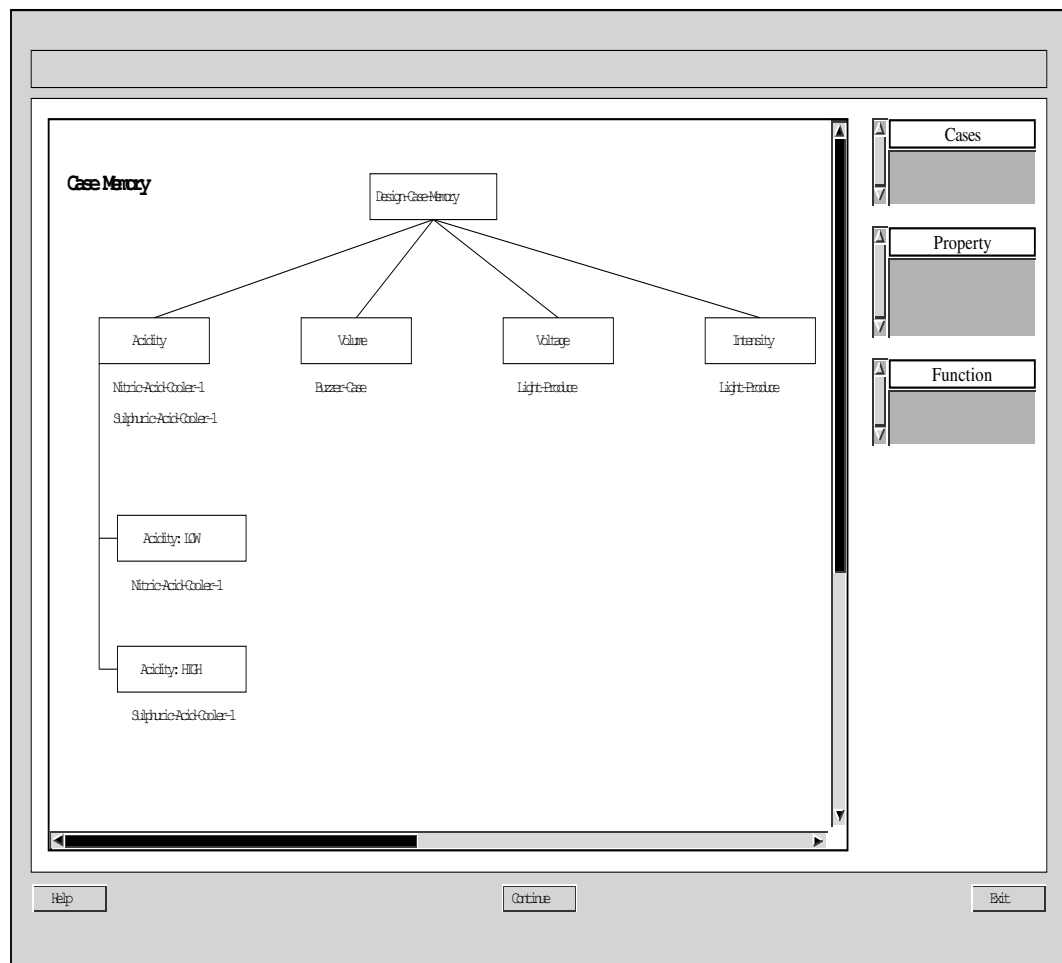 Case Memory
Design-Case-Memory
Acidity
Volume
Voltage
Intensity
Nitric-Acid-Cooler-1
Buzzer-Case
Light-Produce
Light-Produce
Sulphuric-Acid-Cooler-1
Acidity: LOW
Nitric-Acid-Cooler-1
Acidity: HIGH
Sulphuric-Acid-Cooler-1
Cases
Property
Function
Help
Continue
Exit